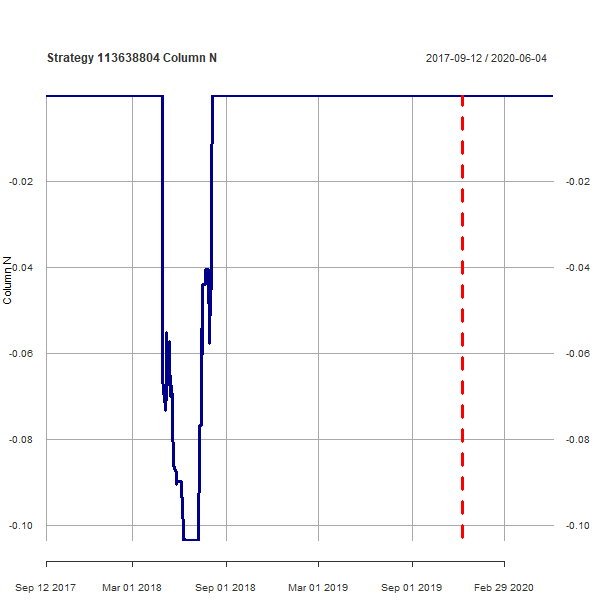 Strategy 113638804 Column N
2017-09-12 / 2020-06-04
-0.02
-0.02
-0.04
-0.04
Column N
-0.06
-0.06
-0.08
-0.08
-0.10
-0.10
Sep 12 2017
Mar 01 2018
Sep 01 2018
Mar 01 2019
Sep 01 2019
Feb 29 2020